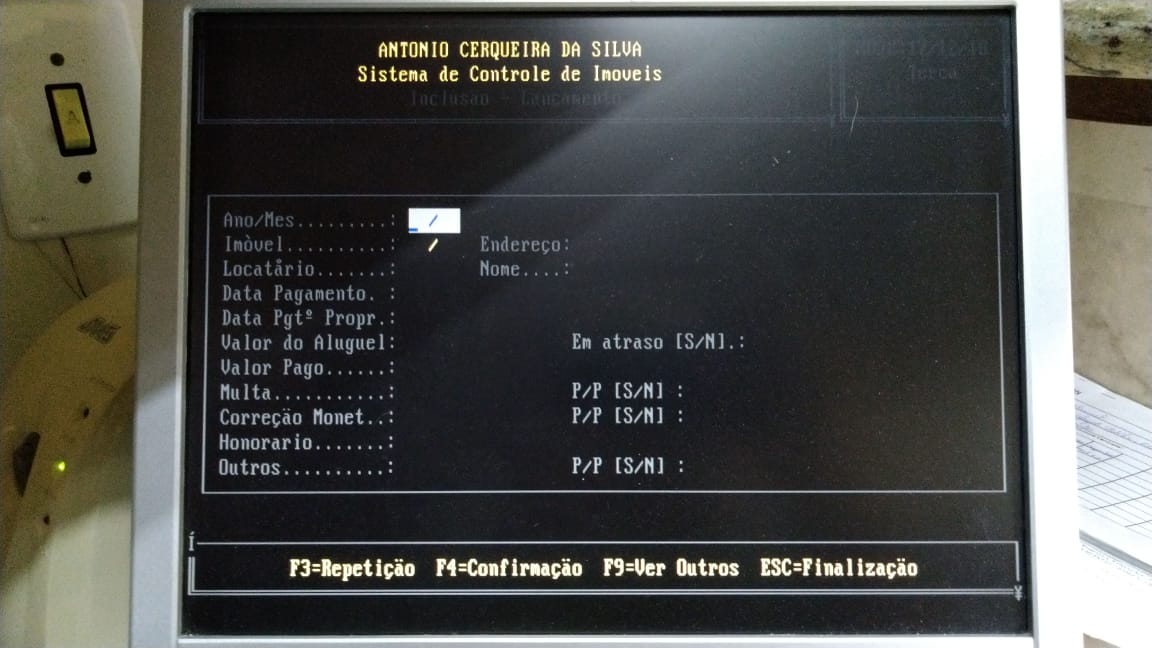 ANTONIO CERQUEIRA DA SILVA
Sistema de Controle de Imoveis
Inclusao - Lancamento
Terca
Ano/Mes.........: /
Imòvel..........: / Endereço:
Locatårio.......: Nome....:
Data Pagamento. :
Data Pgtº Propr.:
Valor do Aluguel: Em atraso [S/N].:
Valor Pago......:
Multa...........: P/P [S/N] :
Correção Monet..: P/P [S/N] :
Honorario.......:
Outros..........: P/P [S/N] :
F3=Repetição F4=Confirmação F9=Ver Outros ESC=Finalização